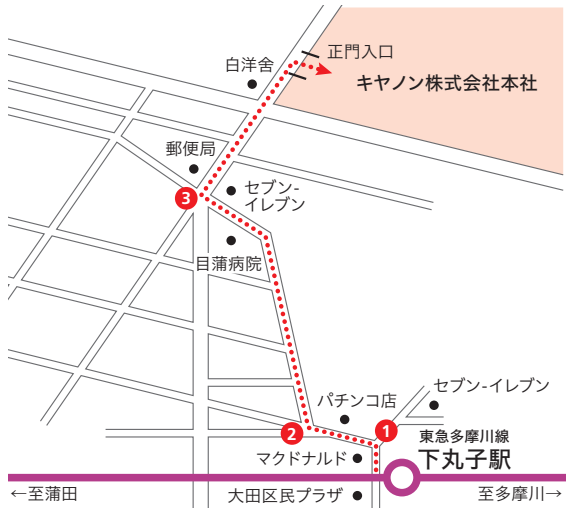 正門入口
白洋舎
キヤノン株式会社本社
郵便局
セブン-
イレブン
3
目蒲病院
パチンコ店
セブン-イレブン
1
2
東急多摩川線
マクドナルド
下丸子駅
←至蒲田
大田区民プラザ
至多摩川→